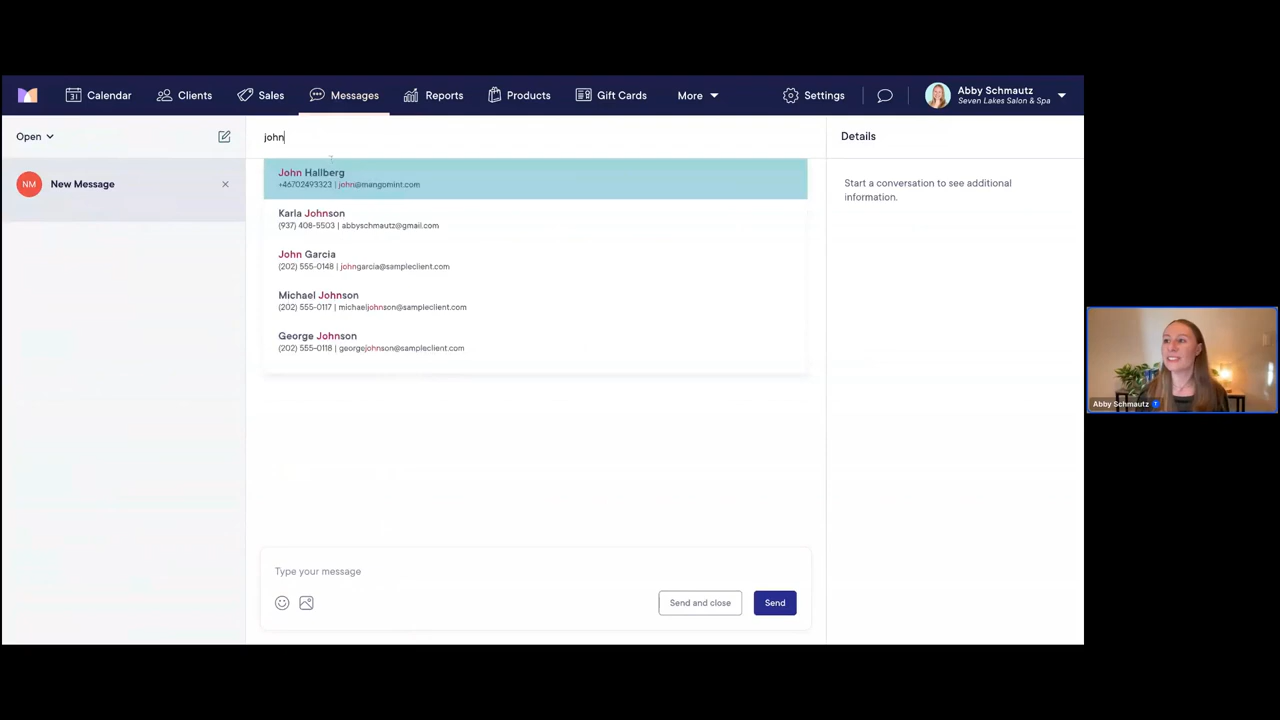 31 Calendar Clients Sales Messages Reports Products Gift Cards More Settings Abby Schmautz
Seven Lakes Salon & Spa
Open
john
Details
NM New Message
John Hallberg
+46702493323 | john@mangomint.com
Karla Johnson
(937) 408-5503 | abbyschmautz@gmail.com
John Garcia
(202) 555-0148 | johngarcia@sampleclient.com
Michael Johnson
(202) 555-0117 | michaeljohnson@sampleclient.com
George Johnson
(202) 555-0118 | georgejohnson@sampleclient.com
Start a conversation to see additional
information.
Type your message
Send and close Send
Abby Schmautz